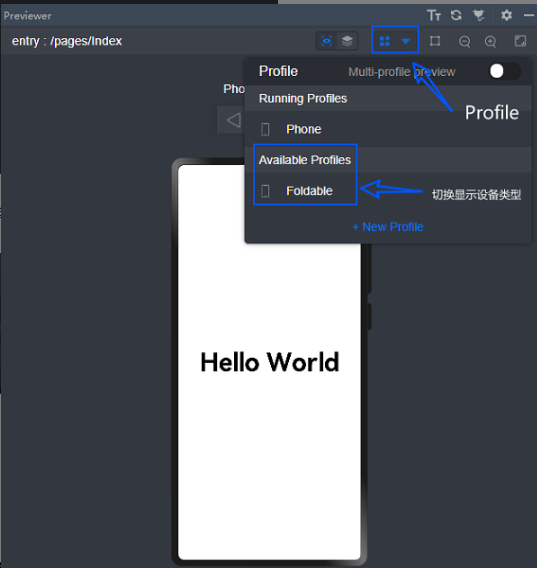 Previewer
Tт
entry : /pages/Index
Profile
Multi-profile preview
Pho
Running Profiles
Profile
Phone
Available Profiles
Foldable
切换显示设备类型
+ New Profile
Hello World